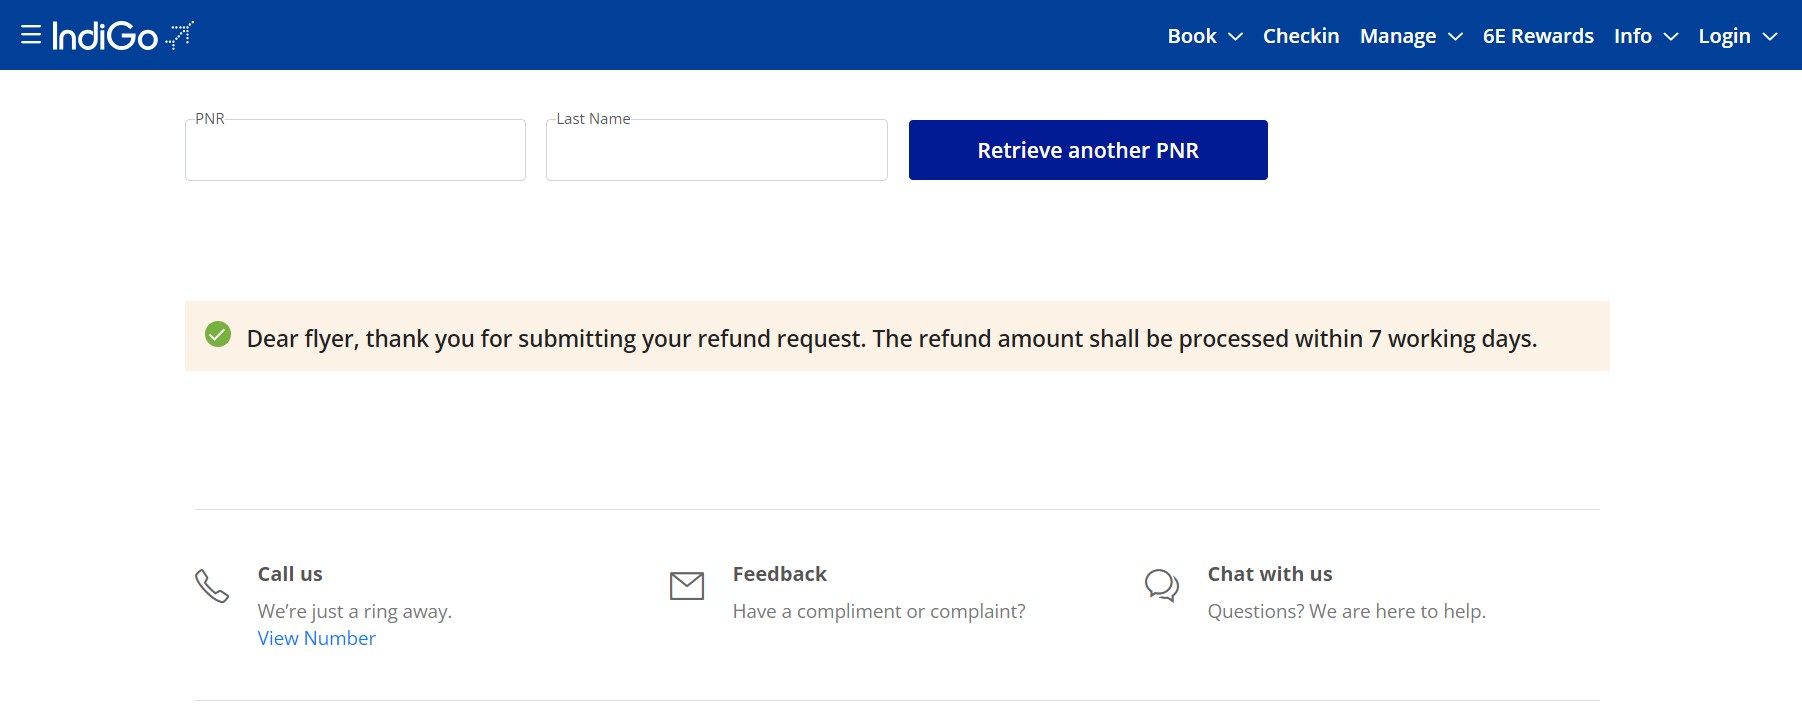 IndiGo
Book
Checkin
Manage
6E Rewards
Info
Login
PNR
Last Name
Retrieve another PNR
Dear flyer, thank you for submitting your refund request. The refund amount shall be processed within 7 working days.
Call us
We’re just a ring away.
View Number
Feedback
Have a compliment or complaint?
Chat with us
Questions? We are here to help.